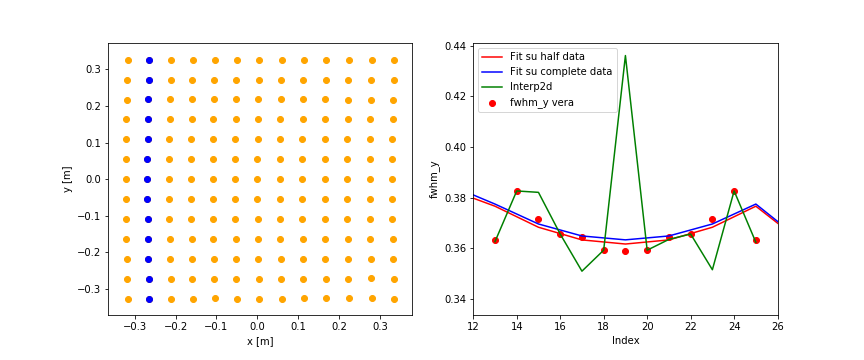 0.3
0.2
0.1
0.0
−0.1
−0.2
−0.3
y [m]
−0.3 −0.2 −0.1 0.0 0.1 0.2 0.3
x [m]
0.44
0.42
0.40
0.38
0.36
0.34
fwhm_y
Fit su half data
Fit su complete data
Interp2d
fwhm_y vera
12 14 16 18 20 22 24 26
Index